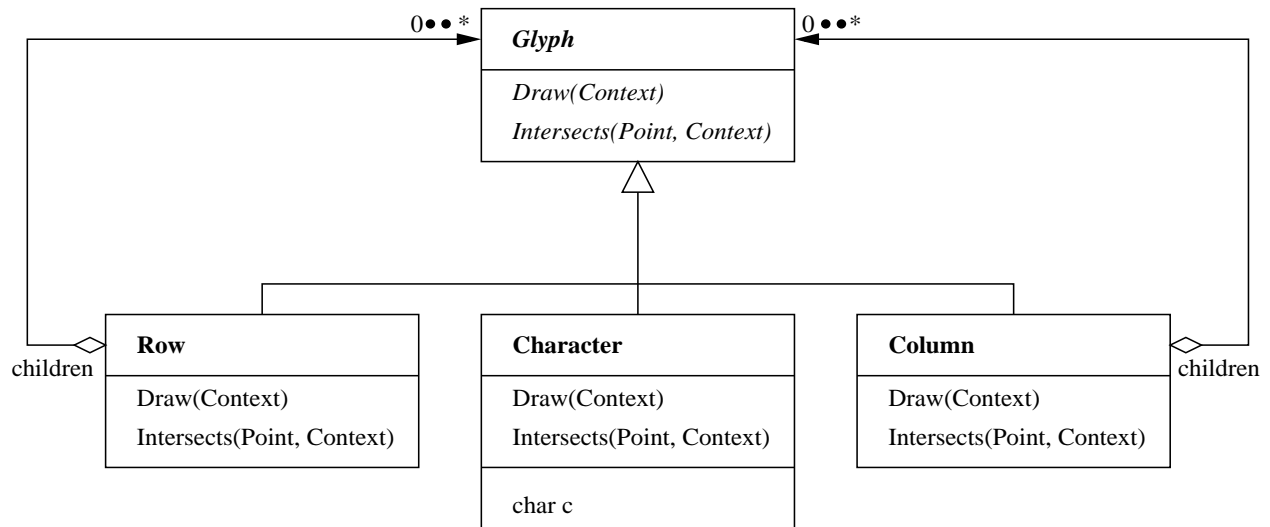 0●●*
0●●*
Glyph
Draw(Context)
Intersects(Point, Context)
children
Row
Draw(Context)
Intersects(Point, Context)
Character
Draw(Context)
Intersects(Point, Context)
char c
Column
Draw(Context)
Intersects(Point, Context)
children